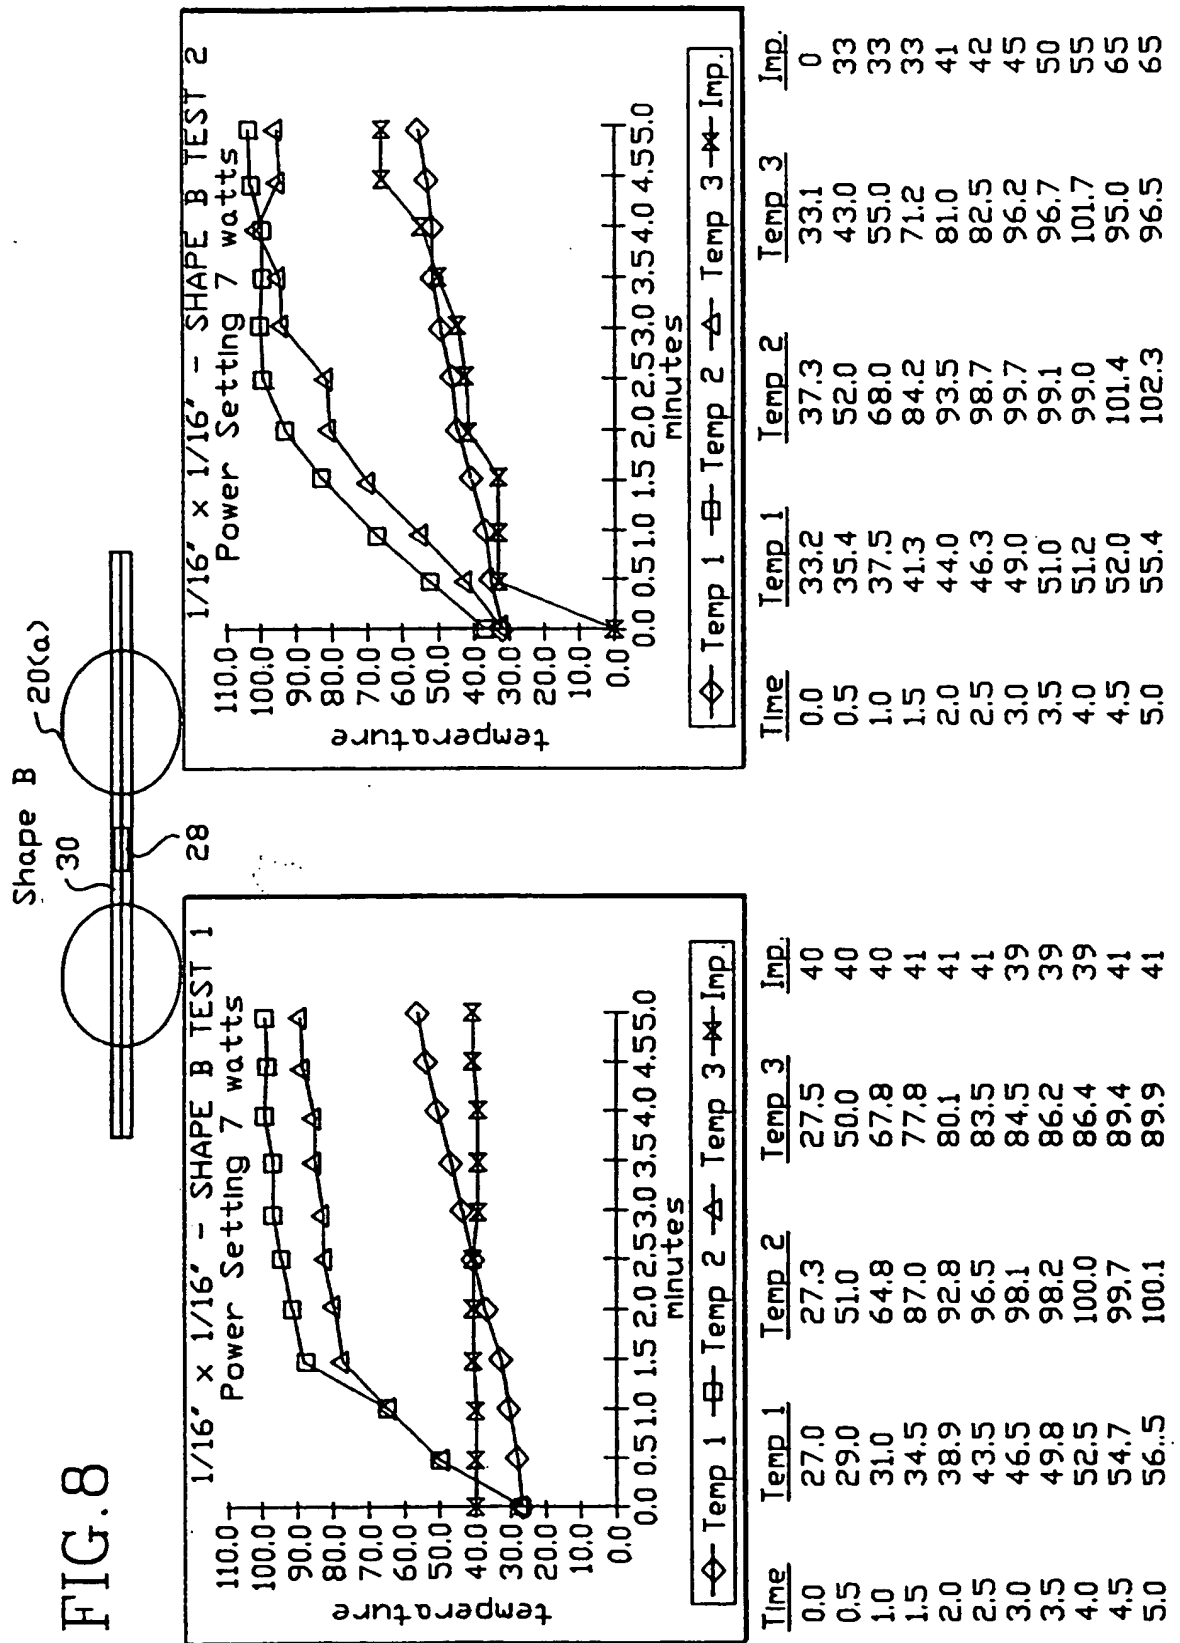 FIG.8
Shape B
30
20(a)
28
1/16" x 1/16" - SHAPE B TEST 1
Power Setting 7 watts
temperature
110.0
100.0
90.0
80.0
70.0
60.0
50.0
40.0
30.0
20.0
0.0
0.0 0.5 1.0 1.5 2.0 2.5 3.0 3.5 4.0 4.5 5.0
minutes
Temp 1 Temp 2 Temp 3 Imp.
Time Temp 1 Temp 2 Temp 3 Imp.
0.0 27.0 27.3 27.5 40
0.5 29.0 51.0 50.0 40
1.0 31.0 64.8 67.8 40
1.5 34.5 87.0 77.8 41
2.0 38.9 92.8 80.1 41
2.5 43.5 96.5 83.5 41
3.0 46.5 98.1 84.5 39
3.5 49.8 98.2 86.2 39
4.0 52.5 100.0 86.4 39
4.5 54.7 99.7 89.4 41
5.0 56.5 100.1 89.9 41
1/16" x 1/16" - SHAPE B TEST 2
Power Setting 7 watts
temperature
110.0
100.0
90.0
80.0
70.0
60.0
50.0
40.0
30.0
20.0
10.0
0.0
0.0 0.5 1.0 1.5 2.0 2.5 3.0 3.5 4.0 4.5 5.0
minutes
Temp 1 Temp 2 Temp 3 Imp.
Time Temp 1 Temp 2 Temp 3 Imp.
0.0 33.2 37.3 33.1 0
0.5 35.4 52.0 43.0 33
1.0 37.5 68.0 55.0 33
1.5 41.3 84.2 71.2 33
2.0 44.0 93.5 81.0 41
2.5 46.3 98.7 82.5 42
3.0 49.0 99.7 96.2 45
3.5 51.0 99.1 96.7 50
4.0 51.2 99.0 101.7 55
4.5 52.0 101.4 95.0 65
5.0 55.4 102.3 96.5 65